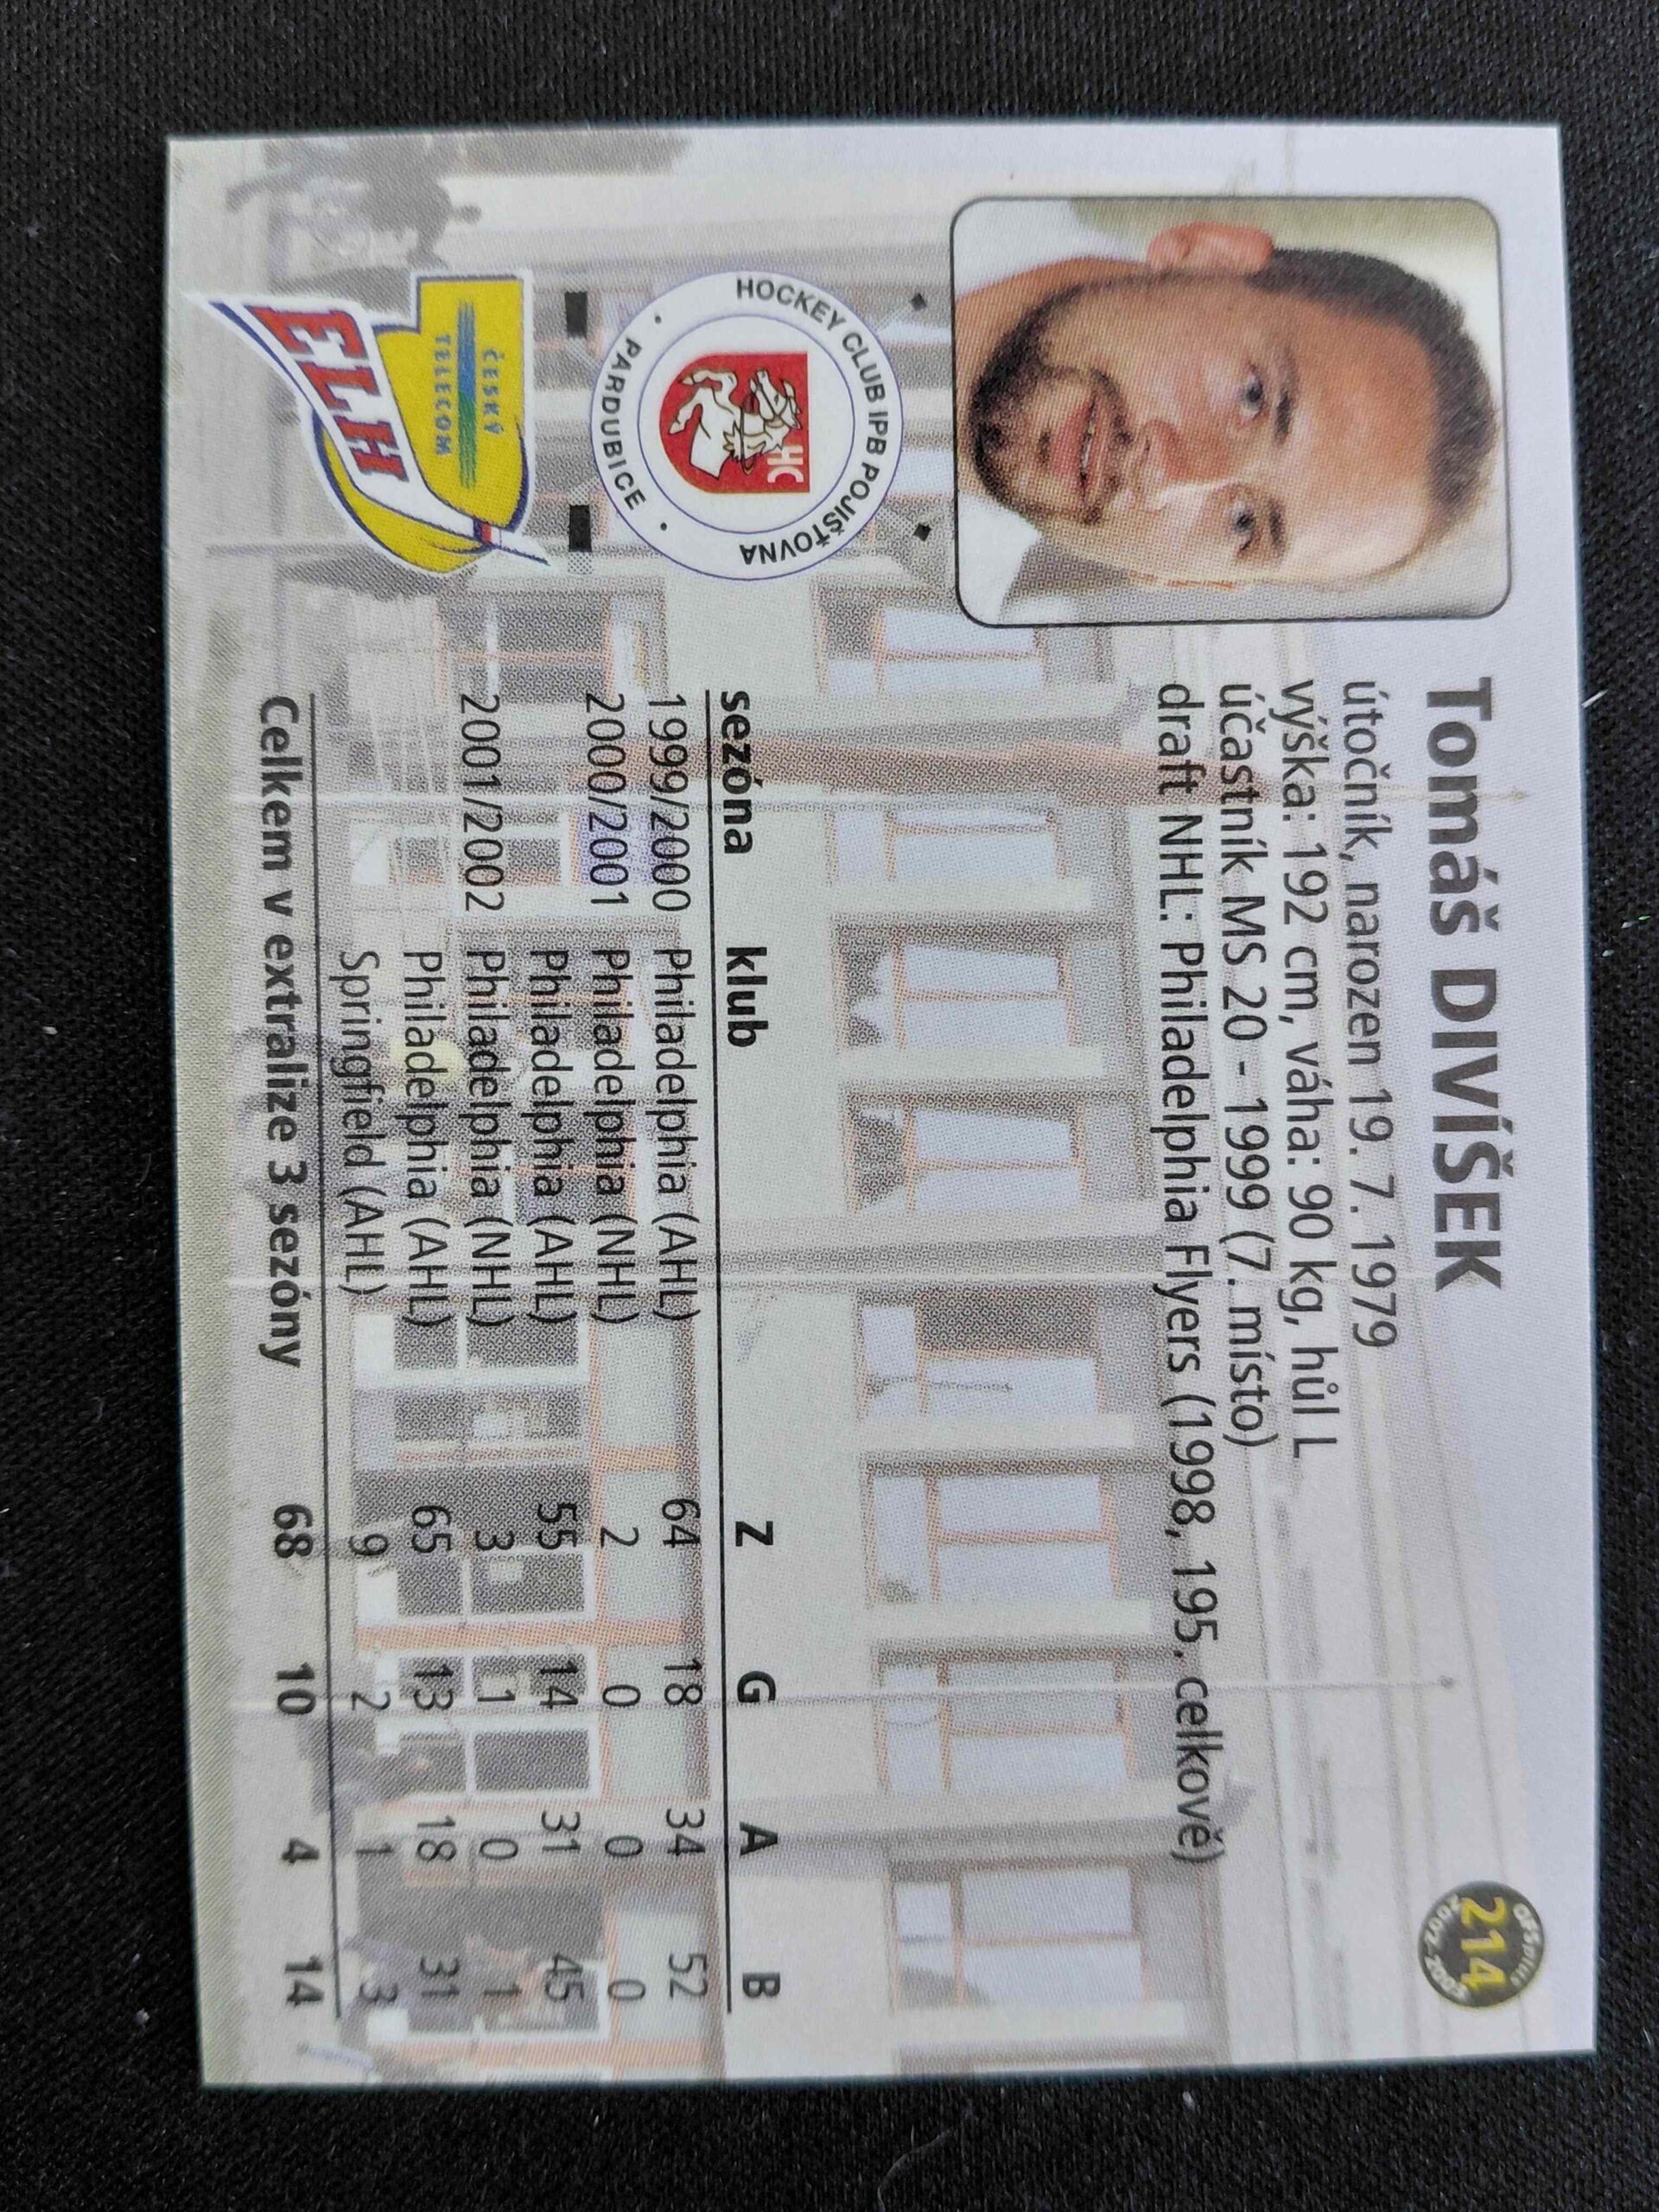 Tomáš DIVÍŠEK
útočník, narozen 19. 7. 1979
výška: 192 cm, váha: 90 kg, hůl L
účastník MS 20 - 1999 (7. místo)
draft NHL: Philadelphia Flyers (1998, 195. celkově)
214
OFSplus
2002-2003
HOCKEY CLUB IPB POJIŠŤOVNA
PARDUBICE
HC
ČESKÝ
TELECOM
ELH
sezóna klub Z G A B
1999/2000 Philadelphia (AHL) 64 18 34 52
2000/2001 Philadelphia (NHL) 2 0 0 0
Philadelphia (AHL) 55 14 31 45
2001/2002 Philadelphia (NHL) 3 1 0 1
Philadelphia (AHL) 65 13 18 31
Springfield (AHL) 9 2 1 3
Celkem v extralize 3 sezóny 68 10 4 14